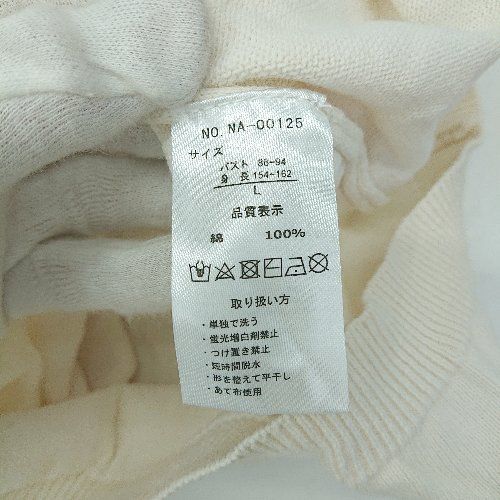 NO. NA-00125
サイズ
バスト 86-94
身長 154-162
L
品質表示
綿 100%
取り扱い方
・単独で洗う
・蛍光増白剤禁止
・つけ置き禁止
・短時間脱水
・形を整えて平干し
・あて布使用